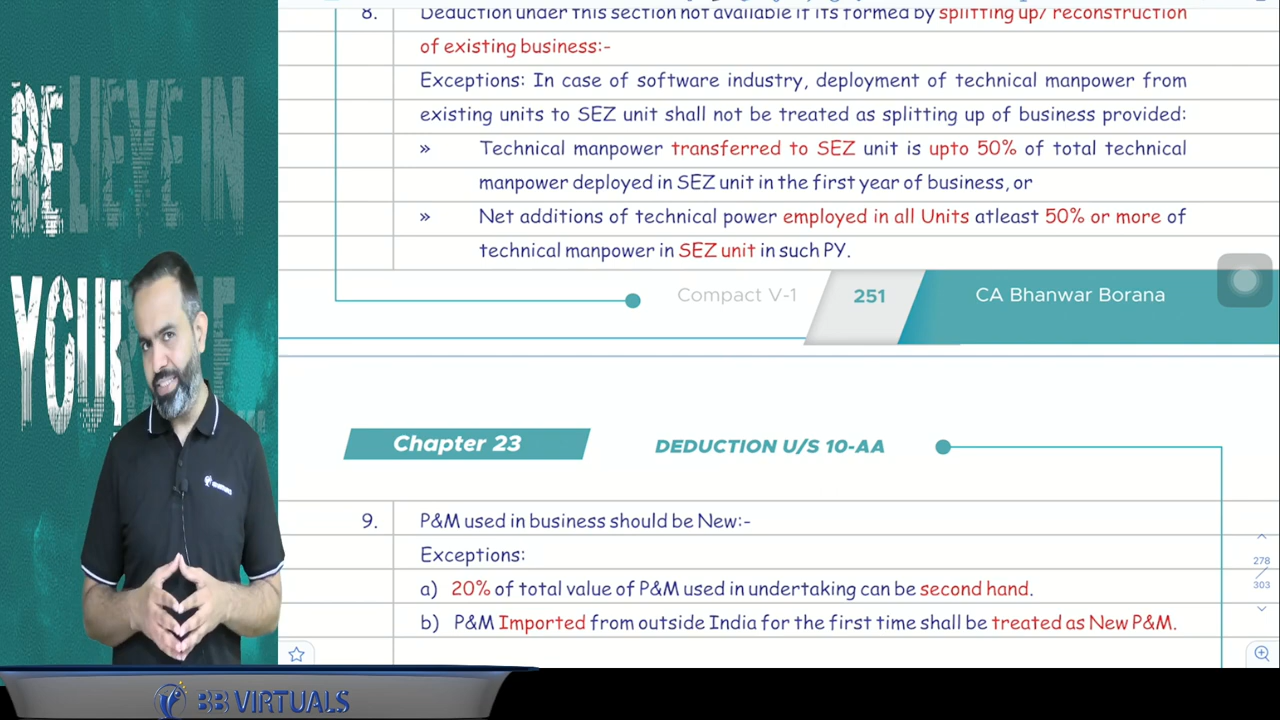 BELIEVE IN
YOU
8. Deduction under this section not available if its formed by splitting up/ reconstruction
of existing business:-
Exceptions: In case of software industry, deployment of technical manpower from
existing units to SEZ unit shall not be treated as splitting up of business provided:
» Technical manpower transferred to SEZ unit is upto 50% of total technical
manpower deployed in SEZ unit in the first year of business, or
» Net additions of technical power employed in all Units atleast 50% or more of
technical manpower in SEZ unit in such PY.
Compact V-1 251 CA Bhanwar Borana
Chapter 23 DEDUCTION U/S 10-AA
9. P&M used in business should be New:-
Exceptions:
a) 20% of total value of P&M used in undertaking can be second hand.
b) P&M Imported from outside India for the first time shall be treated as New P&M.
278
303
BB VIRTUALS